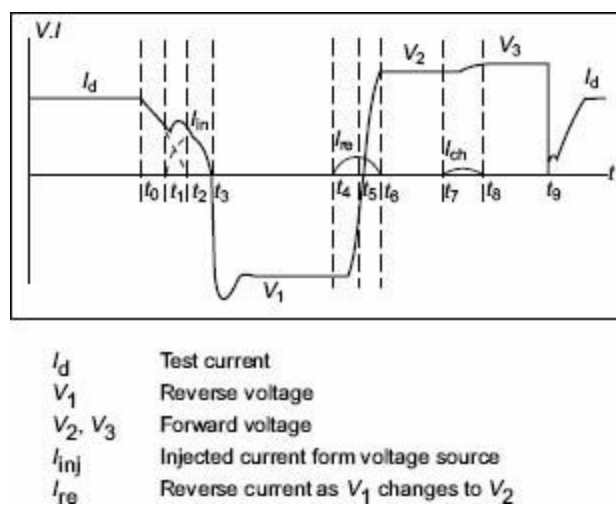 V.I
V2
V3
Id
Id
Iin
Ire
Ich
t0
t1
t2
t3
t4
t5
t6
t7
t8
t9
t
V1
Id Test current
V1 Reverse voltage
V2, V3 Forward voltage
Iinj Injected current form voltage source
Ire Reverse current as V1 changes to V2